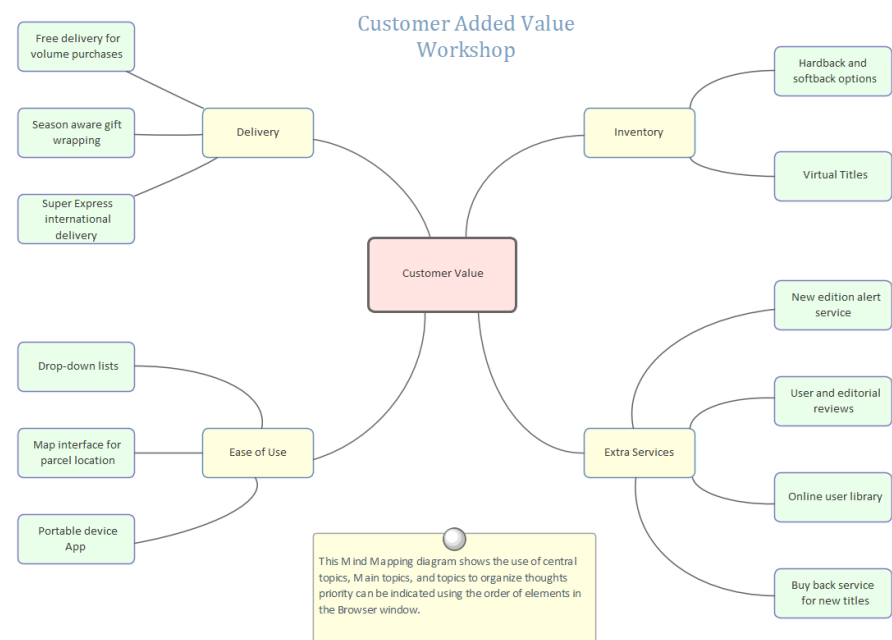 Customer Added Value
Workshop
Free delivery for
volume purchases
Season aware gift
wrapping
Super Express
international
delivery
Delivery
Inventory
Hardback and
softback options
Virtual Titles
Customer Value
Drop-down lists
Map interface for
parcel location
Portable device
App
Ease of Use
Extra Services
New edition alert
service
User and editorial
reviews
Online user library
Buy back service
for new titles
This Mind Mapping diagram shows the use of central
topics, Main topics, and topics to organize thoughts
priority can be indicated using the order of elements in
the Browser window.